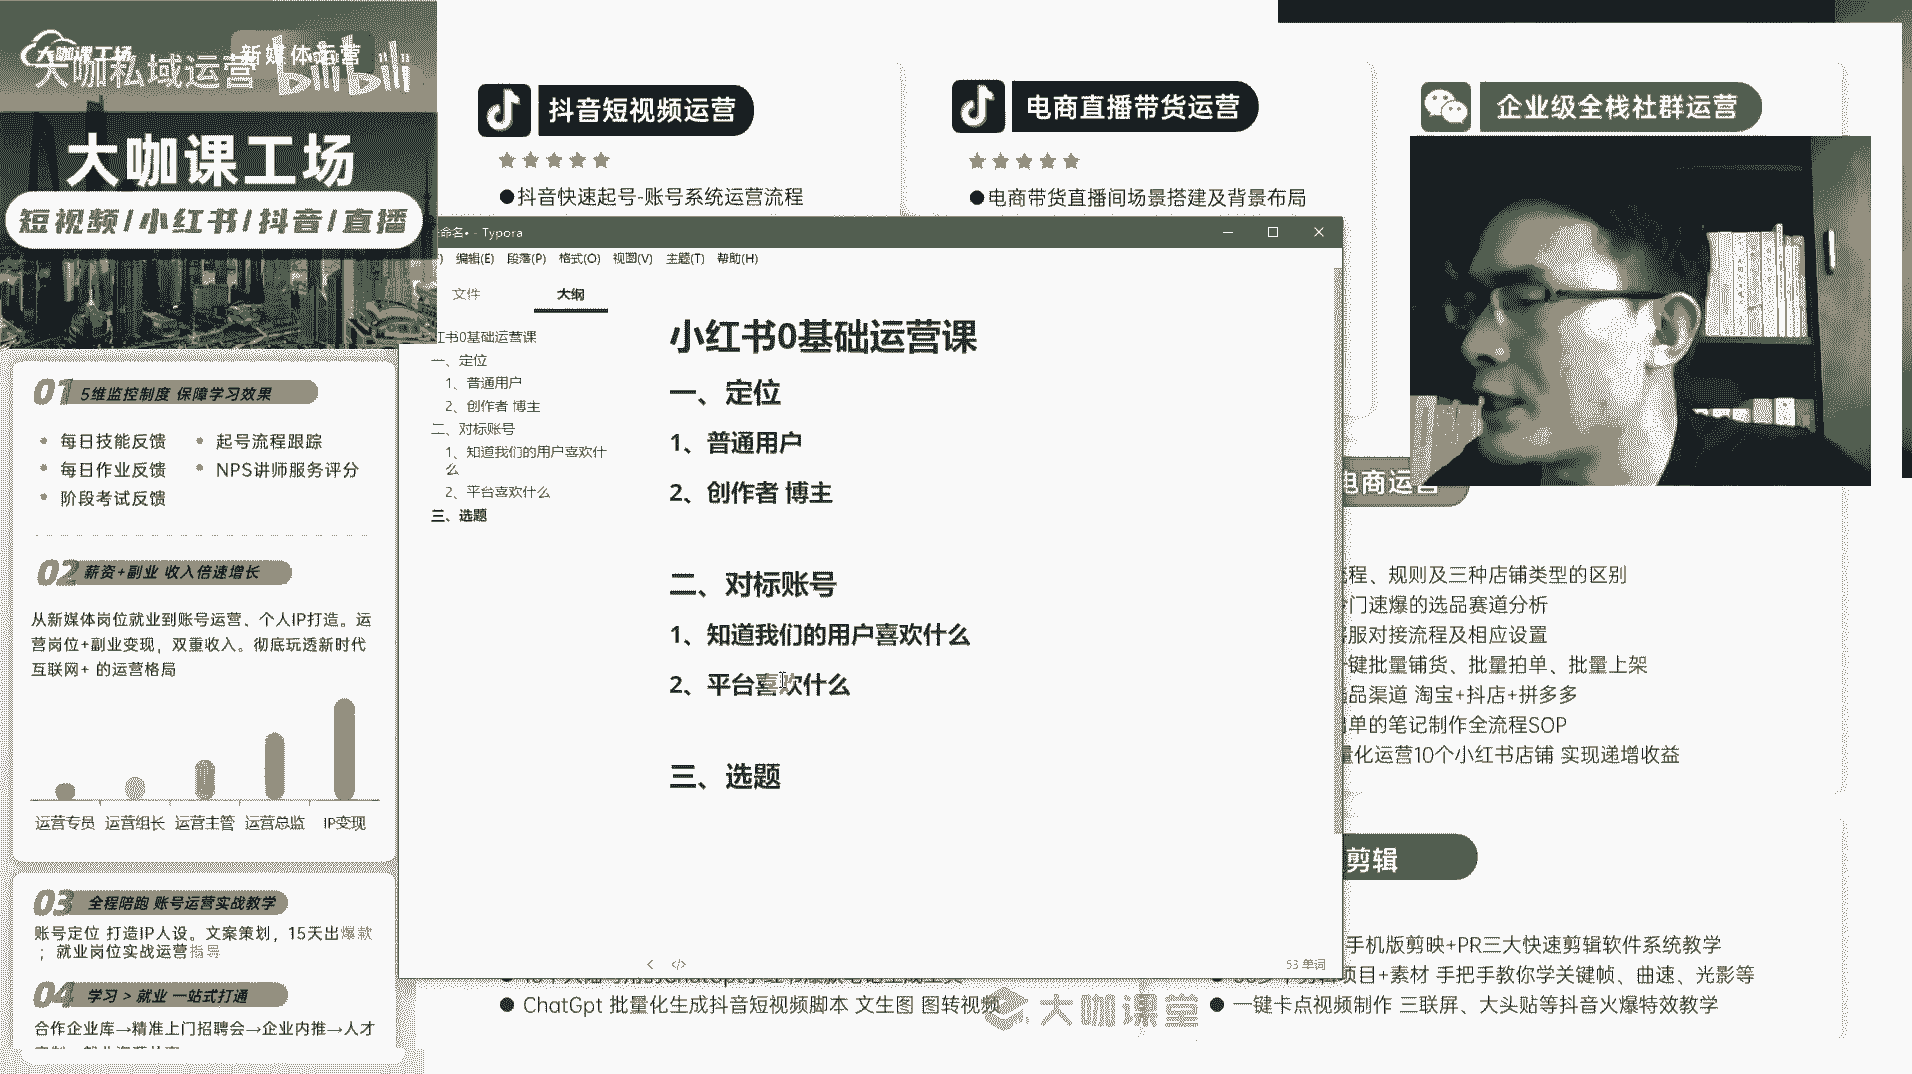 大咖课工场
大咖私域运营
新媒体运营
bilibili
大咖课工场
短视频/小红书/抖音/直播
01 5维监控制度 保障学习效果
每日技能反馈
起号流程跟踪
每日作业反馈
NPS讲师服务评分
阶段考试反馈
02 薪资+副业 收入倍速增长
从新媒体岗位就业到账号运营、个人IP打造。运
营岗位+副业变现，双重收入。彻底玩透新时代
互联网+ 的运营格局
运营专员 运营组长 运营主管 运营总监 IP变现
03 全程陪跑 账号运营实战教学
账号定位 打造IP人设。文案策划，15天出爆款
；就业岗位实战运营指导
04 学习 > 就业 一站式打通
合作企业库→精准上门招聘会→企业内推→人才
抖音短视频运营
●抖音快速起号-账号系统运营流程
电商直播带货运营
●电商带货直播间场景搭建及背景布局
企业级全栈社群运营
命名• - Typora
编辑(E) 段落(P) 格式(O) 视图(V) 主题(T) 帮助(H)
文件
大纲
红书0基础运营课
一、定位
1、普通用户
2、创作者 博主
二、对标账号
1、知道我们的用户喜欢什
么
2、平台喜欢什么
三、选题
小红书0基础运营课
一、定位
1、普通用户
2、创作者 博主
二、对标账号
1、知道我们的用户喜欢什么
2、平台喜欢什么
三、选题
53 单词
电商运营
程、规则及三种店铺类型的区别
门速爆的选品赛道分析
服对接流程及相应设置
键批量铺货、批量拍单、批量上架
品渠道 淘宝+抖店+拼多多
单的笔记制作全流程SOP
量化运营10个小红书店铺 实现递增收益
剪辑
手机版剪映+PR三大快速剪辑软件系统教学
项目+素材 手把手教你学关键帧、曲速、光影等
● 一键卡点视频制作 三联屏、大头贴等抖音火爆特效教学
● ChatGpt 批量化生成抖音短视频脚本 文生图 图转视频
大咖课堂